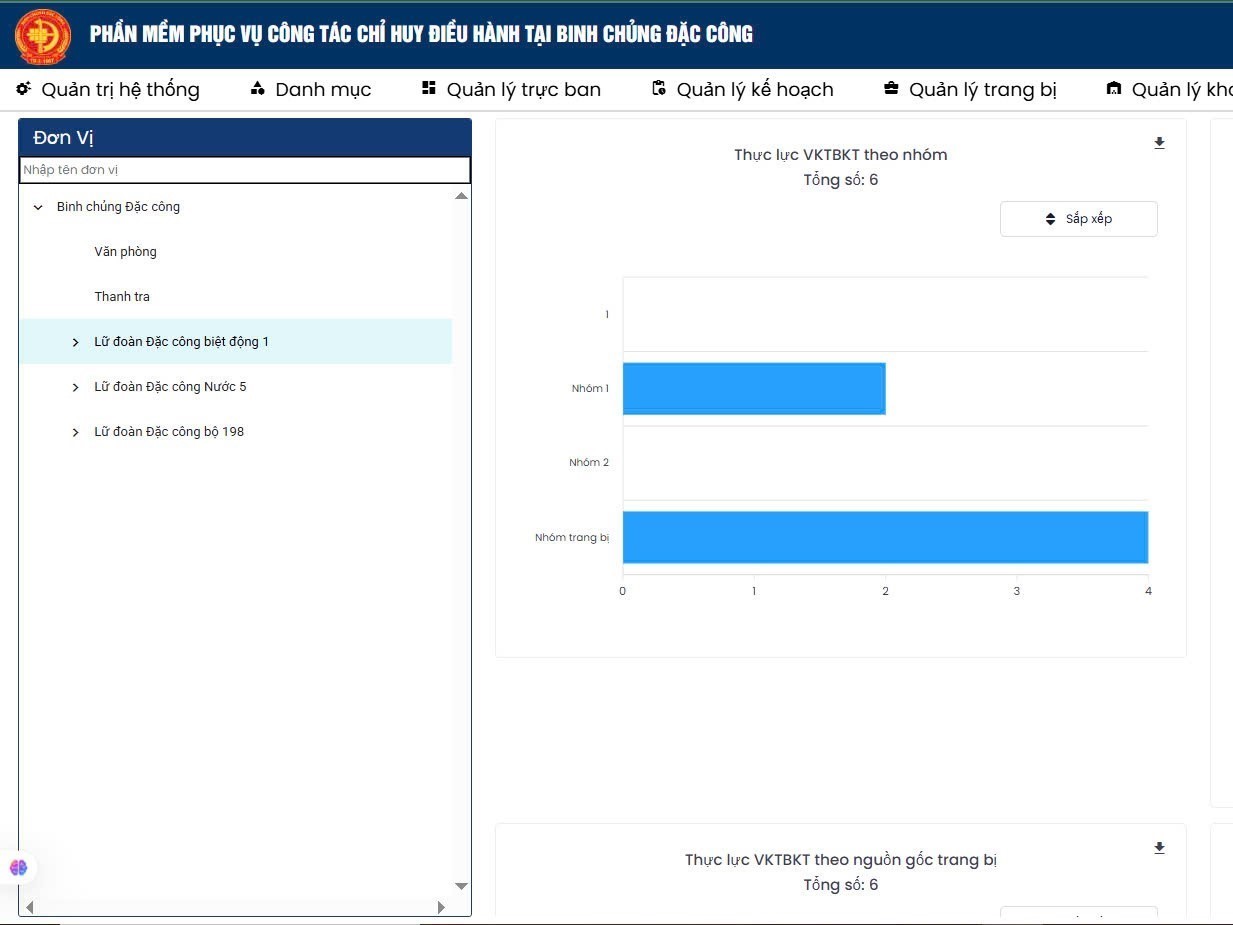 PHẦN MỀM PHỤC VỤ CÔNG TÁC CHỈ HUY ĐIỀU HÀNH TẠI BINH CHỦNG ĐẶC CÔNG
Quản trị hệ thống Danh mục Quản lý trực ban Quản lý kế hoạch Quản lý trang bị Quản lý kho
Đơn Vị
Nhập tên đơn vị
Binh chủng Đặc công
Văn phòng
Thanh tra
Lữ đoàn Đặc công biệt động 1
Lữ đoàn Đặc công Nước 5
Lữ đoàn Đặc công bộ 198
Thực lực VKTBKT theo nhóm
Tổng số: 6
Sắp xếp
1
Nhóm 1
Nhóm 2
Nhóm trang bị
0 1 2 3 4
Thực lực VKTBKT theo nguồn gốc trang bị
Tổng số: 6